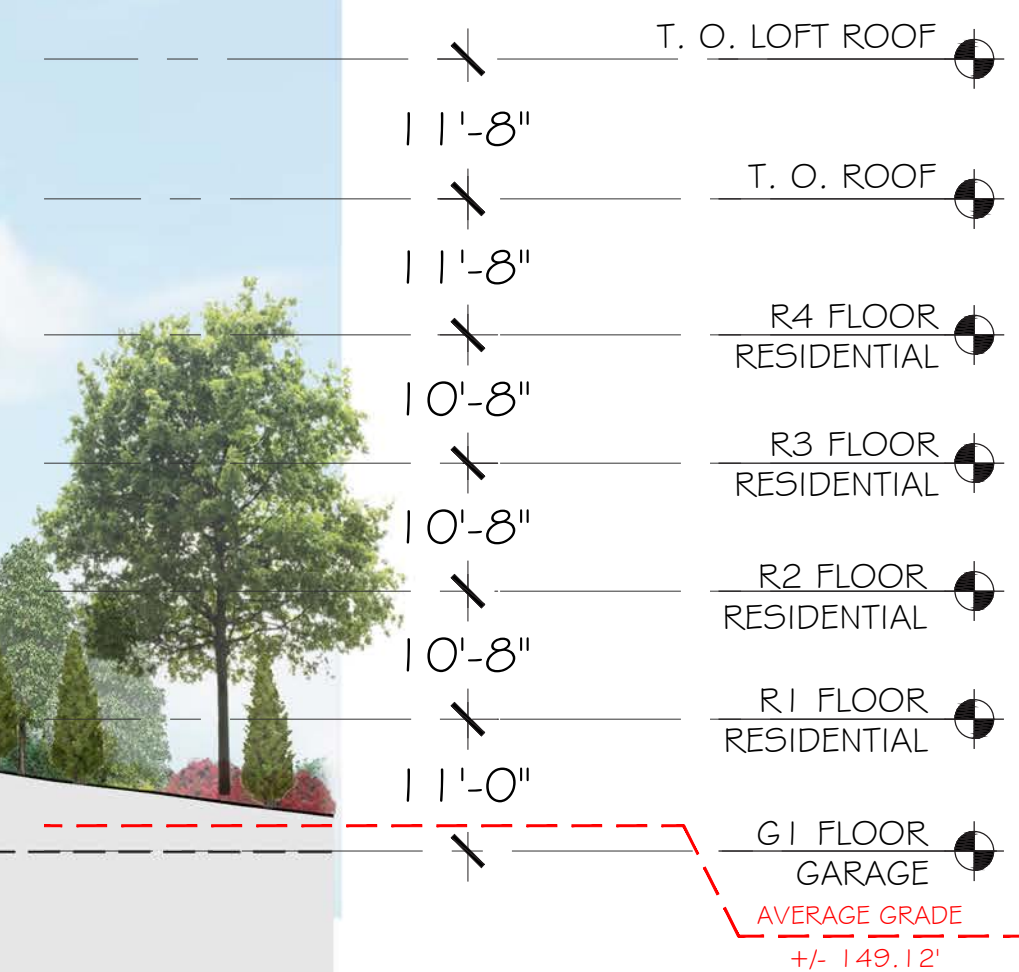 T. O. LOFT ROOF
11'-8"
T. O. ROOF
11'-8"
R4 FLOOR
RESIDENTIAL
10'-8"
R3 FLOOR
RESIDENTIAL
10'-8"
R2 FLOOR
RESIDENTIAL
10'-8"
R1 FLOOR
RESIDENTIAL
11'-0"
G1 FLOOR
GARAGE
AVERAGE GRADE
+/- 149.12'